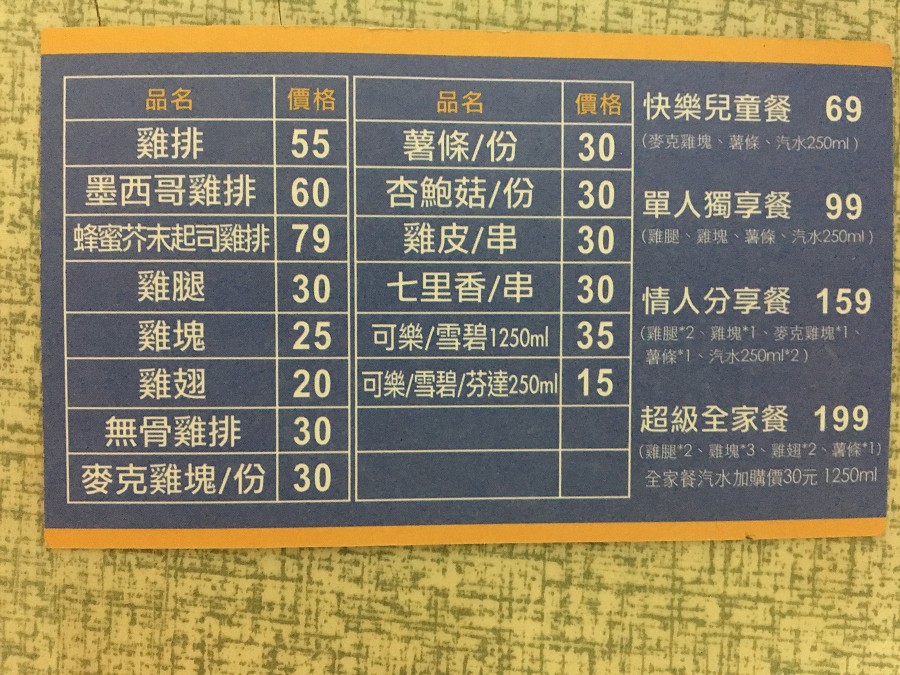 品名 價格
雞排 55
墨西哥雞排 60
蜂蜜芥末起司雞排 79
雞腿 30
雞塊 25
雞翅 20
無骨雞排 30
麥克雞塊/份 30
品名 價格
薯條/份 30
杏鮑菇/份 30
雞皮/串 30
七里香/串 30
可樂/雪碧1250ml 35
可樂/雪碧/芬達250ml 15
快樂兒童餐 69
(麥克雞塊、薯條、汽水250ml)
單人獨享餐 99
(雞腿、雞塊、薯條、汽水250ml)
情人分享餐 159
(雞腿*2、雞塊*1、麥克雞塊*1、
薯條*1、汽水250ml*2)
超級全家餐 199
(雞腿*2、雞塊*3、雞翅*2、薯條*1)
全家餐汽水加購價30元 1250ml